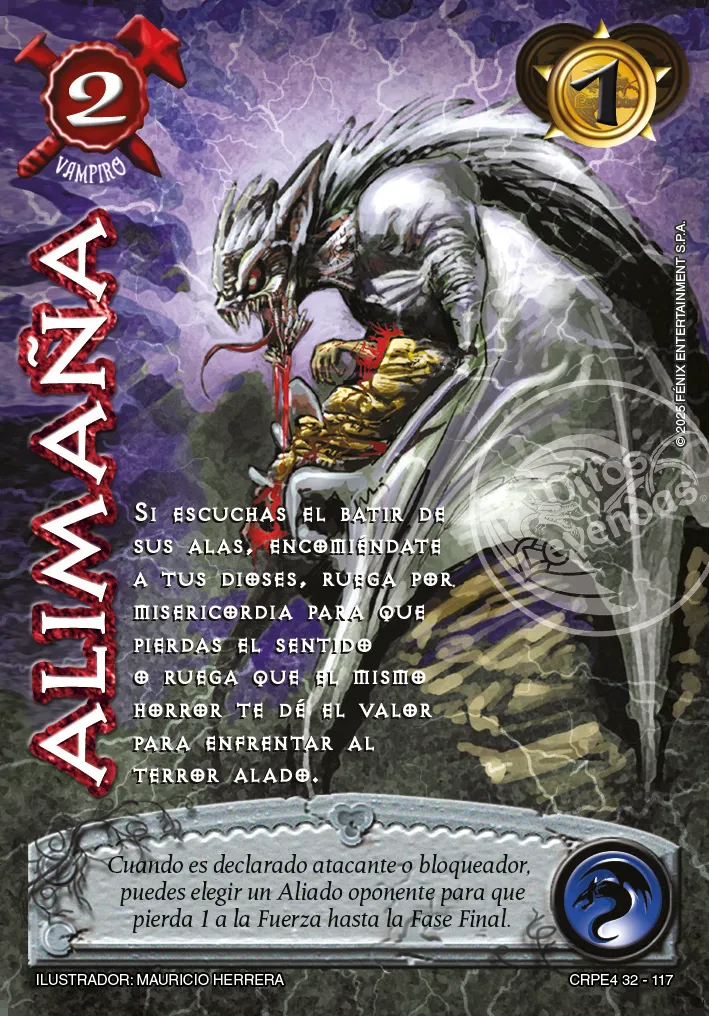 2
VAMPIRO
1
ALIMAÑA
© 2025 FÉNIX ENTERTAINMENT S.P.A.
Mitos
y
Leyendas
SI ESCUCHAS EL BATIR DE
SUS ALAS, ENCOMIÉNDATE
A TUS DIOSES, RUEGA POR
MISERICORDIA PARA QUE
PIERDAS EL SENTIDO
O RUEGA QUE EL MISMO
HORROR TE DÉ EL VALOR
PARA ENFRENTAR AL
TERROR ALADO.
Cuando es declarado atacante o bloqueador,
puedes elegir un Aliado oponente para que
pierda 1 a la Fuerza hasta la Fase Final.
ILUSTRADOR: MAURICIO HERRERA
CRPE4 32 - 117